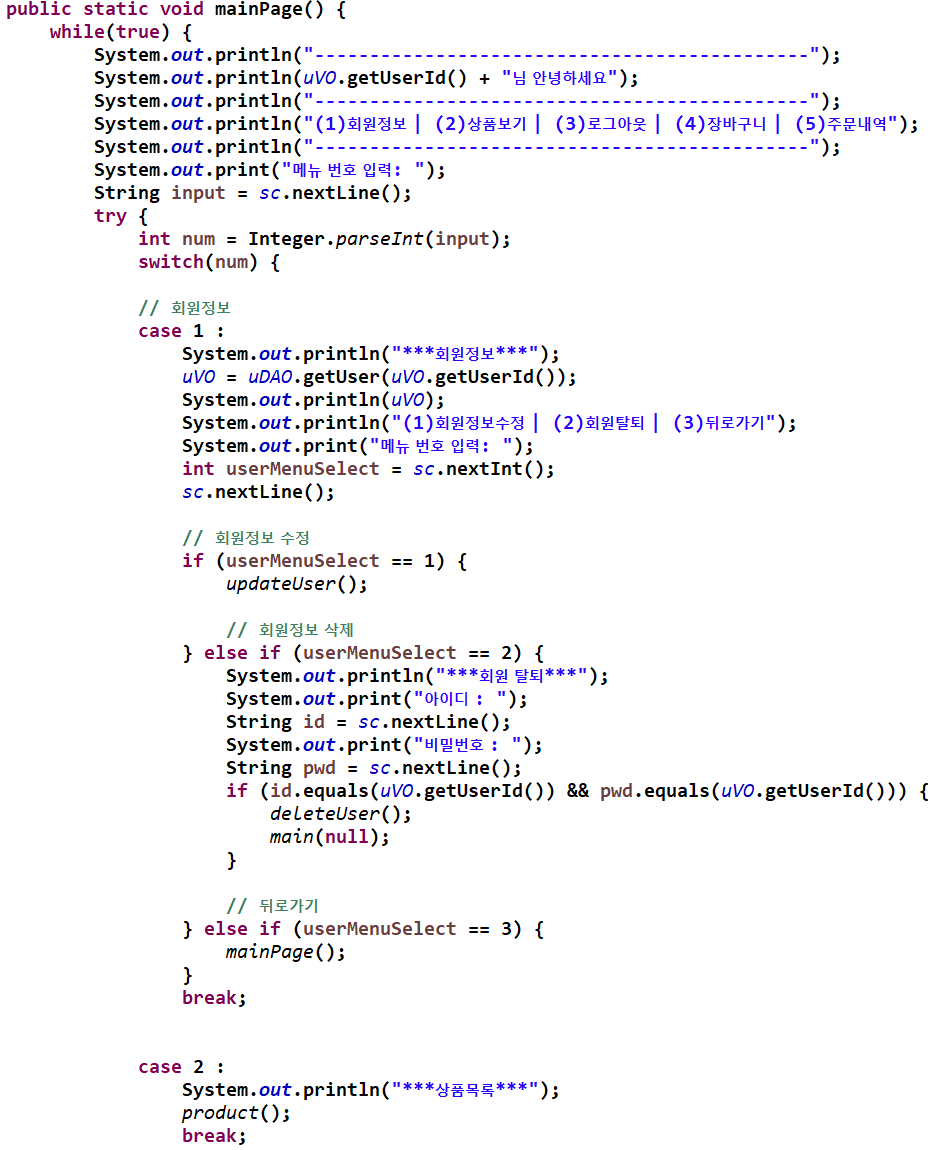 public static void mainPage() {
while(true) {
System.out.println("---------------------------------------------");
System.out.println(uVO.getUserId() + "님 안녕하세요");
System.out.println("---------------------------------------------");
System.out.println("(1)회원정보 | (2)상품보기 | (3)로그아웃 | (4)장바구니 | (5)주문내역");
System.out.println("---------------------------------------------");
System.out.print("메뉴 번호 입력: ");
String input = sc.nextLine();
try {
int num = Integer.parseInt(input);
switch(num) {
// 회원정보
case 1 :
System.out.println("***회원정보***");
uVO = uDAO.getUser(uVO.getUserId());
System.out.println(uVO);
System.out.println("(1)회원정보수정 | (2)회원탈퇴 | (3)뒤로가기");
System.out.print("메뉴 번호 입력: ");
int userMenuSelect = sc.nextInt();
sc.nextLine();
// 회원정보 수정
if (userMenuSelect == 1) {
updateUser();
// 회원정보 삭제
} else if (userMenuSelect == 2) {
System.out.println("***회원 탈퇴***");
System.out.print("아이디 : ");
String id = sc.nextLine();
System.out.print("비밀번호 : ");
String pwd = sc.nextLine();
if (id.equals(uVO.getUserId()) && pwd.equals(uVO.getUserId())) {
deleteUser();
main(null);
}
// 뒤로가기
} else if (userMenuSelect == 3) {
mainPage();
}
break;
case 2 :
System.out.println("***상품목록***");
product();
break;